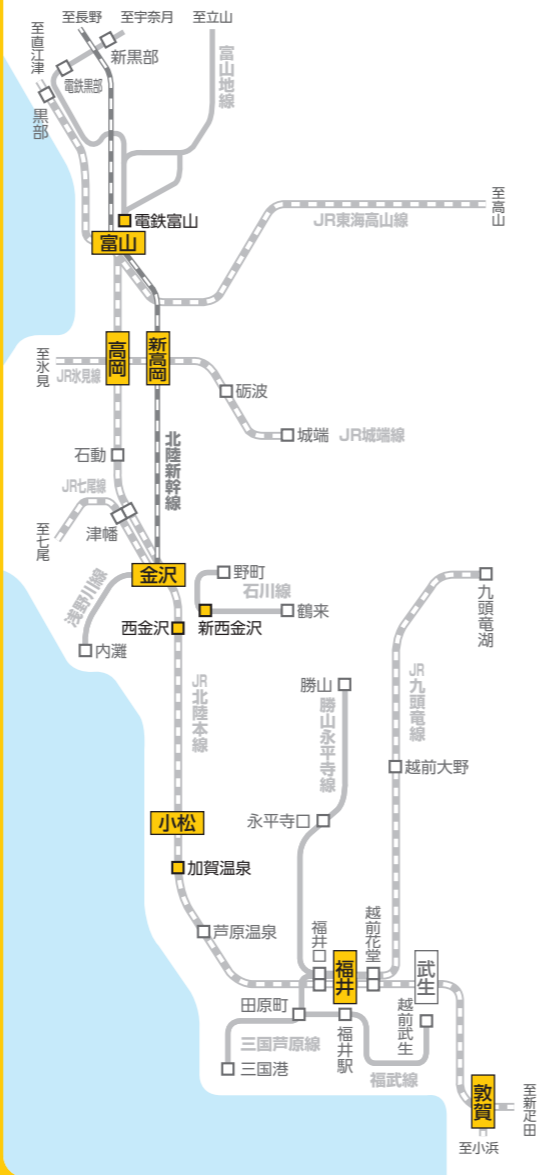 至長野
至宇奈月
至立山
至直江津
新黒部
電鉄黒部
黒部
富山地線
電鉄富山
富山
至高山
JR東海高山線
高岡
新高岡
至氷見
JR氷見線
砺波
城端
JR城端線
石動
北陸新幹線
JR七尾線
至七尾
津幡
金沢
野町
石川線
浅野川線
西金沢
新西金沢
鶴来
内灘
九頭竜湖
JR北陸本線
勝山
勝山永平寺線
JR九頭竜線
越前大野
小松
永平寺口
加賀温泉
芦原温泉
福井口
越前花堂
福井
武生
田原町
福井駅
越前武生
三国芦原線
三国港
福武線
敦賀
至新疋田
至小浜